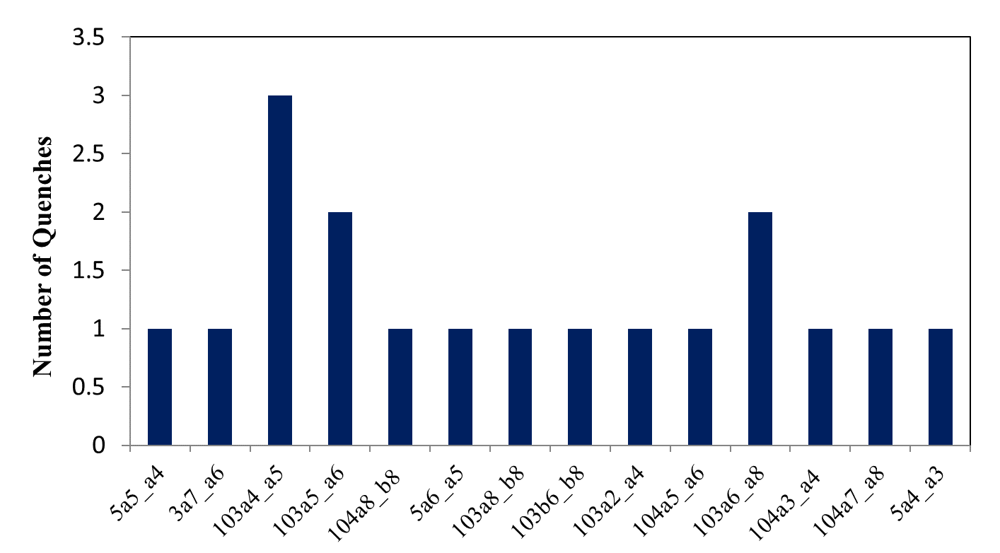 3.5
3
2.5
2
1.5
1
0.5
0
Number of Quenches
5a5_a4
3a7_a6
103a4_a5
103a5_a6
104a8_b8
5a6_a5
103a8_b8
103b6_b8
103a2_a4
104a5_a6
103a6_a8
104a3_a4
104a7_a8
5a4_a3